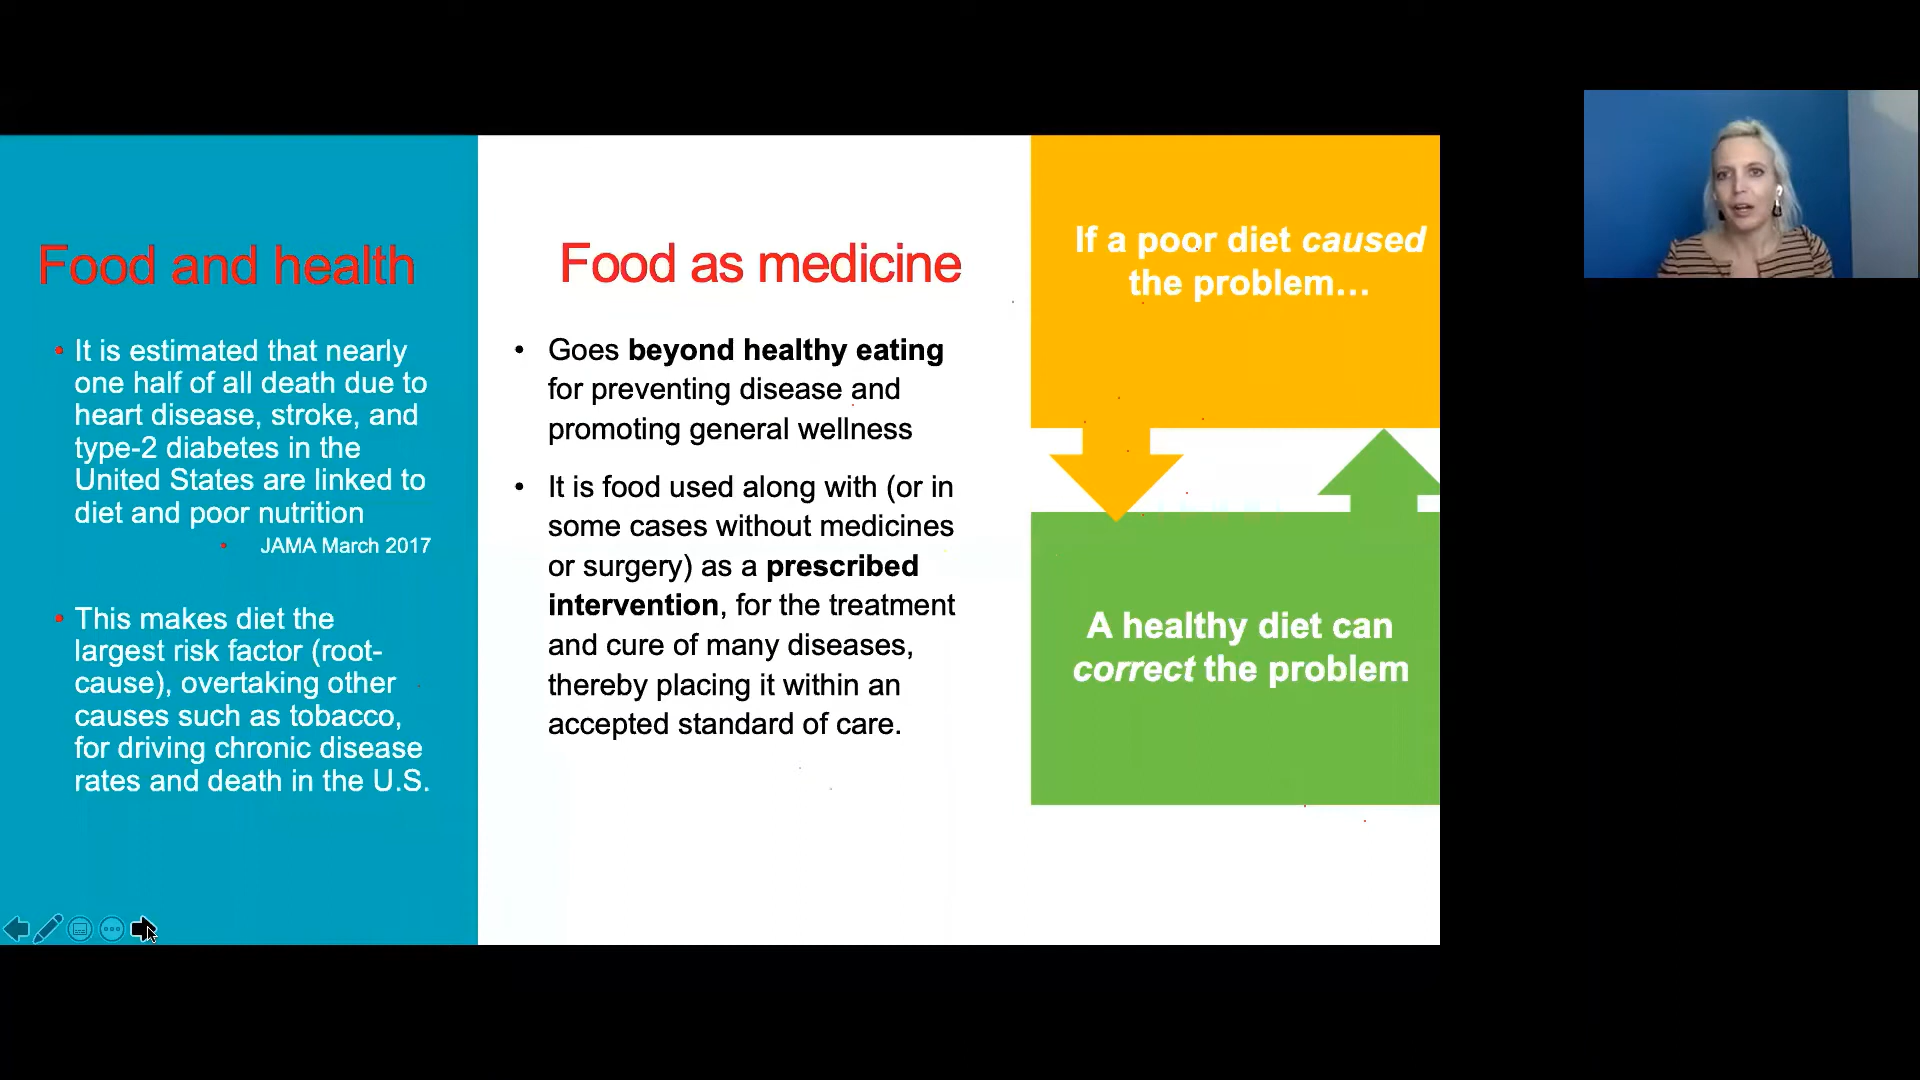 Food and health
• It is estimated that nearly
one half of all death due to
heart disease, stroke, and
type-2 diabetes in the
United States are linked to
diet and poor nutrition
• JAMA March 2017
• This makes diet the
largest risk factor (root-
cause), overtaking other
causes such as tobacco,
for driving chronic disease
rates and death in the U.S.
Food as medicine
• Goes beyond healthy eating
for preventing disease and
promoting general wellness
• It is food used along with (or in
some cases without medicines
or surgery) as a prescribed
intervention, for the treatment
and cure of many diseases,
thereby placing it within an
accepted standard of care.
If a poor diet caused
the problem…
A healthy diet can
correct the problem